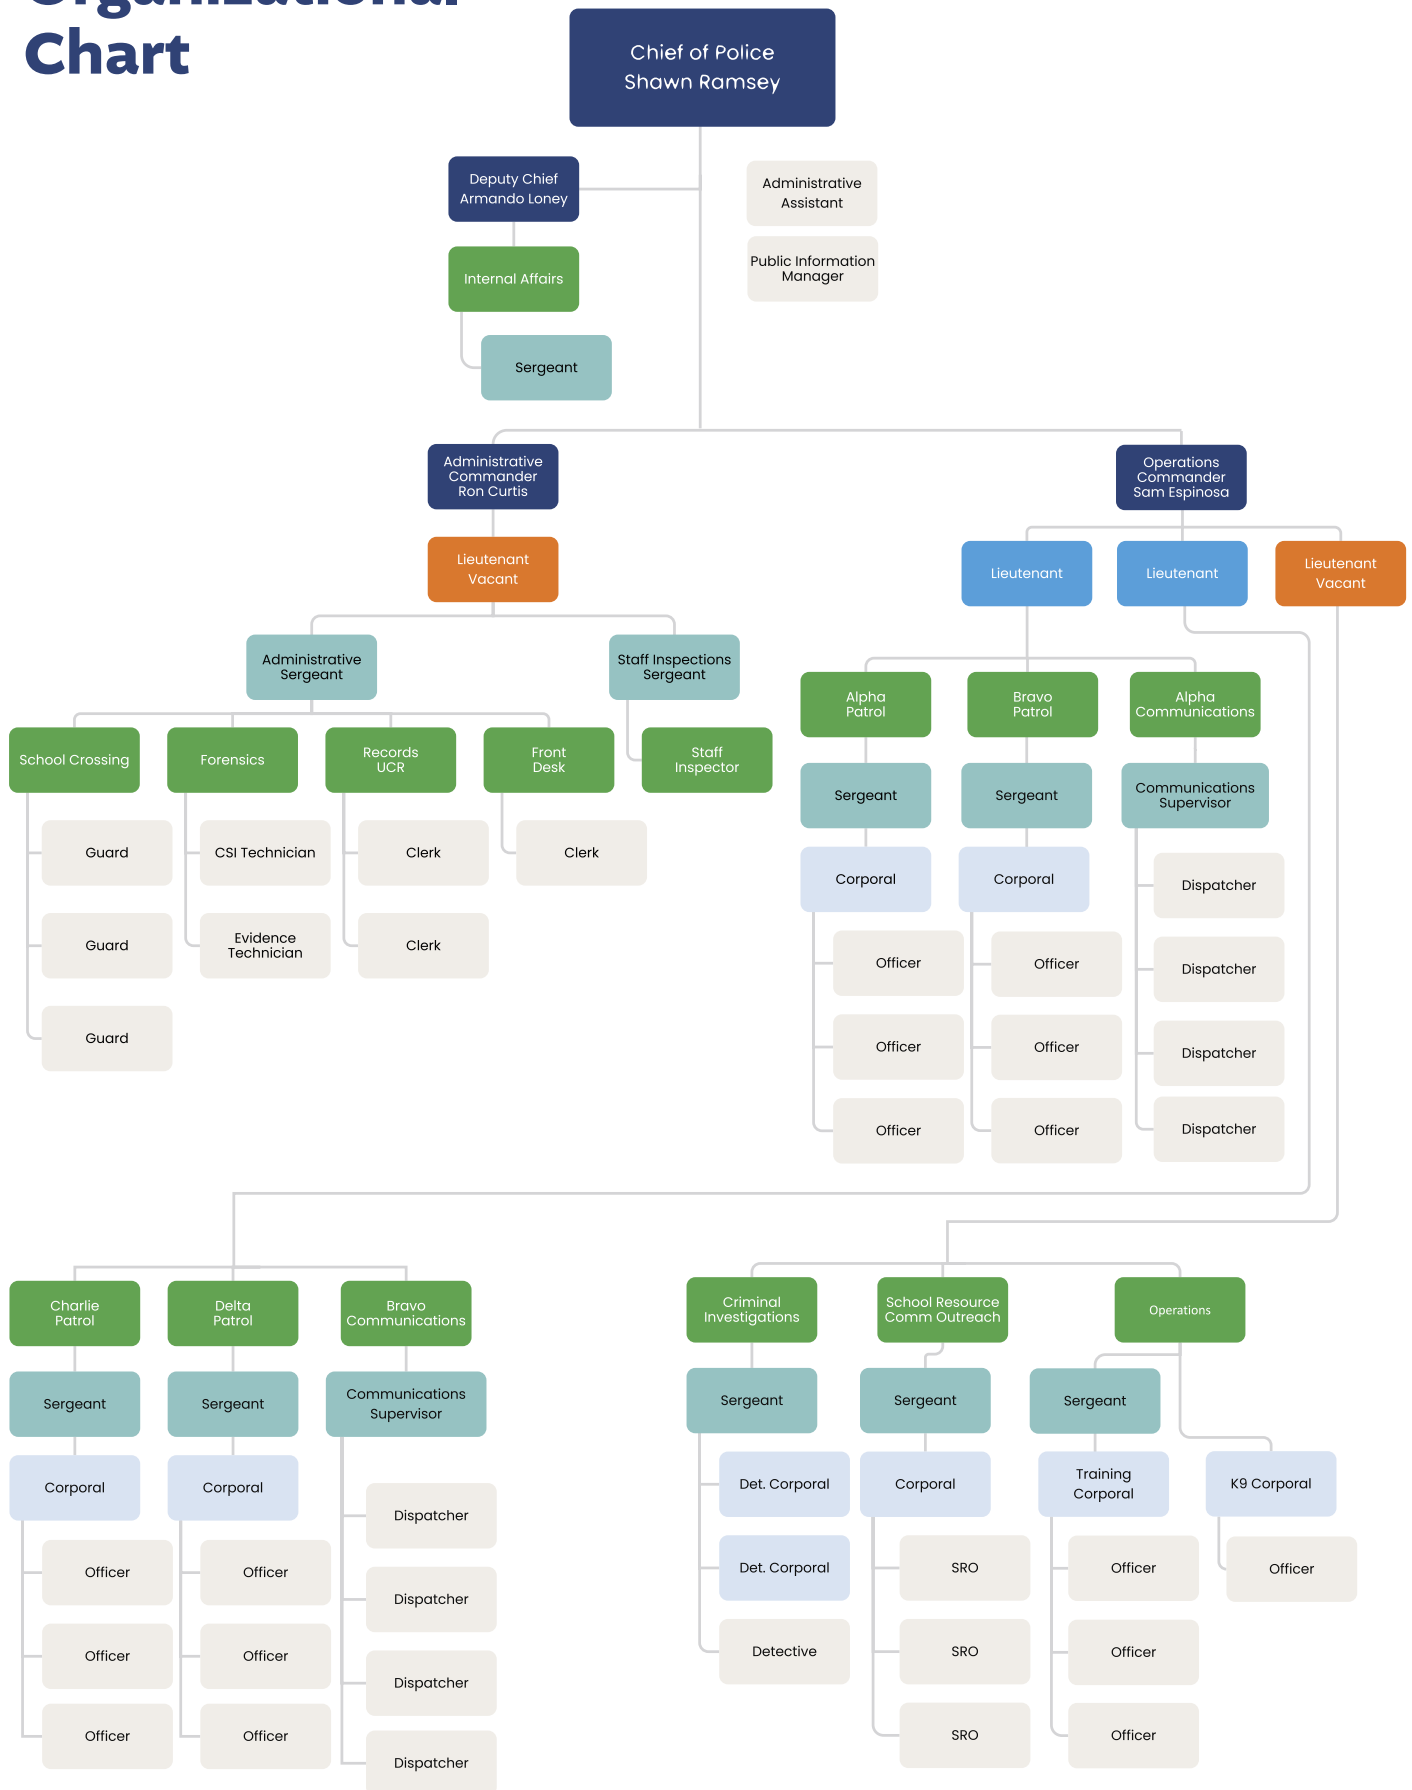 Organizational
Chart
Chief of Police
Shawn Ramsey
Deputy Chief
Armando Loney
Administrative
Assistant
Internal Affairs
Public Information
Manager
Sergeant
Administrative
Commander
Ron Curtis
Operations
Commander
Sam Espinosa
Lieutenant
Vacant
Lieutenant
Lieutenant
Lieutenant
Vacant
Administrative
Sergeant
Staff Inspections
Sergeant
Alpha
Patrol
Bravo
Patrol
Alpha
Communications
School Crossing
Forensics
Records
UCR
Front
Desk
Staff
Inspector
Sergeant
Sergeant
Communications
Supervisor
Guard
CSI Technician
Clerk
Clerk
Corporal
Corporal
Dispatcher
Guard
Evidence
Technician
Clerk
Officer
Officer
Dispatcher
Guard
Officer
Officer
Dispatcher
Officer
Officer
Dispatcher
Charlie
Patrol
Delta
Patrol
Bravo
Communications
Criminal
Investigations
School Resource
Comm Outreach
Operations
Sergeant
Sergeant
Communications
Supervisor
Sergeant
Sergeant
Sergeant
Corporal
Corporal
Dispatcher
Det. Corporal
Corporal
Training
Corporal
K9 Corporal
Officer
Officer
Dispatcher
Det. Corporal
SRO
Officer
Officer
Officer
Officer
Dispatcher
Detective
SRO
Officer
Officer
Officer
Dispatcher
SRO
Officer